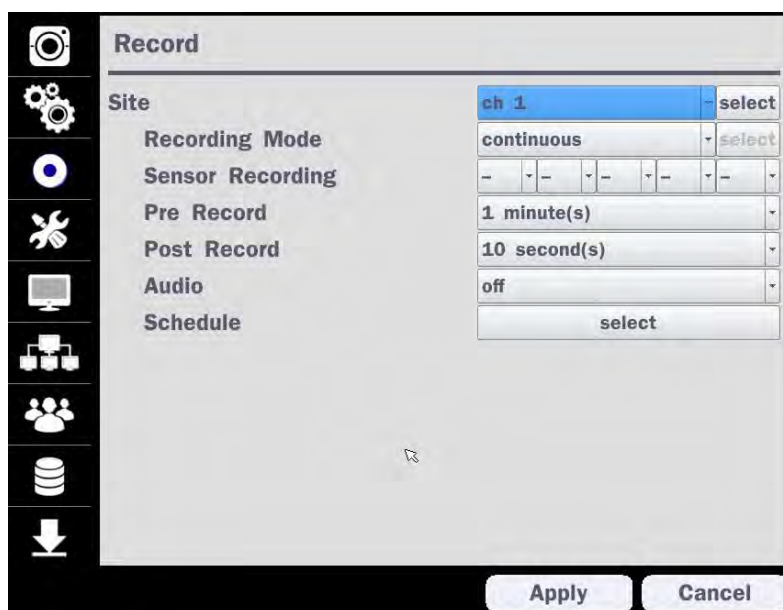 Record
Site ch 1 select
Recording Mode continuous select
Sensor Recording - - - - -
Pre Record 1 minute(s)
Post Record 10 second(s)
Audio off
Schedule select
Apply Cancel